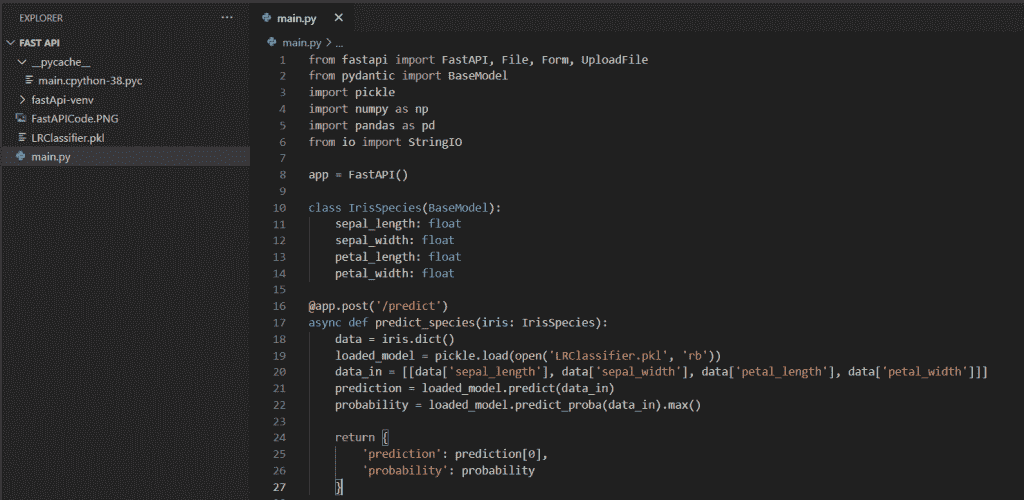 EXPLORER
FAST API
__pycache__
main.cpython-38.pyc
fastApi-venv
FastAPICode.PNG
LRClassifier.pkl
main.py
main.py
main.py > ...
1 from fastapi import FastAPI, File, Form, UploadFile
2 from pydantic import BaseModel
3 import pickle
4 import numpy as np
5 import pandas as pd
6 from io import StringIO
7
8 app = FastAPI()
9
10 class IrisSpecies(BaseModel):
11     sepal_length: float
12     sepal_width: float
13     petal_length: float
14     petal_width: float
15
16 @app.post('/predict')
17 async def predict_species(iris: IrisSpecies):
18     data = iris.dict()
19     loaded_model = pickle.load(open('LRClassifier.pkl', 'rb'))
20     data_in = [[data['sepal_length'], data['sepal_width'], data['petal_length'], data['petal_width']]]
21     prediction = loaded_model.predict(data_in)
22     probability = loaded_model.predict_proba(data_in).max()
23
24     return {
25         'prediction': prediction[0],
26         'probability': probability
27     }